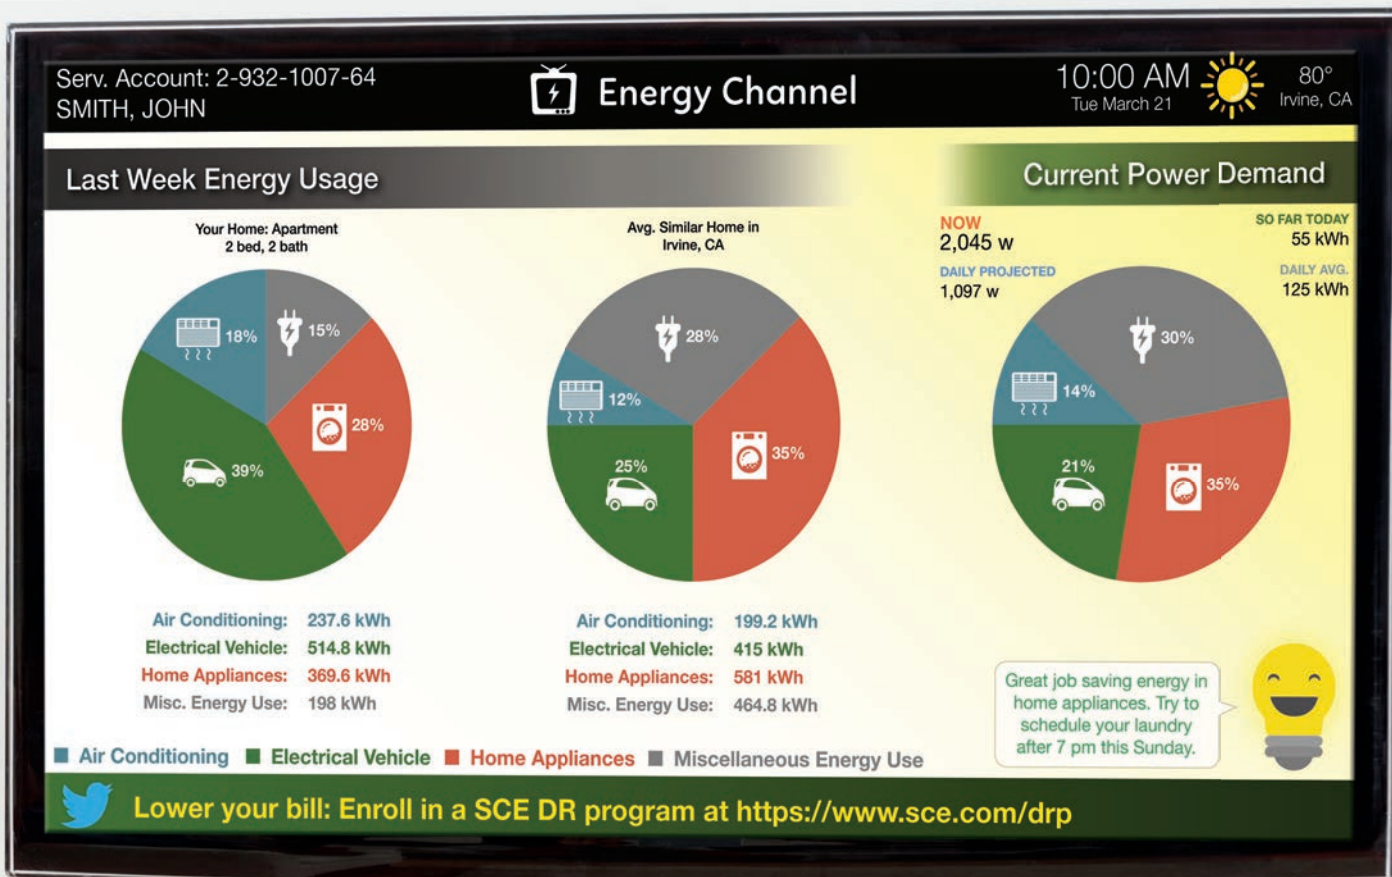 Serv. Account: 2-932-1007-64
SMITH, JOHN
Energy Channel
10:00 AM
Tue March 21
80°
Irvine, CA
Last Week Energy Usage
Current Power Demand
Your Home: Apartment
2 bed, 2 bath
18%
15%
28%
39%
Air Conditioning: 237.6 kWh
Electrical Vehicle: 514.8 kWh
Home Appliances: 369.6 kWh
Misc. Energy Use: 198 kWh
Avg. Similar Home in
Irvine, CA
28%
12%
35%
25%
Air Conditioning: 199.2 kWh
Electrical Vehicle: 415 kWh
Home Appliances: 581 kWh
Misc. Energy Use: 464.8 kWh
NOW
2,045 w
SO FAR TODAY
55 kWh
DAILY PROJECTED
1,097 w
DAILY AVG.
125 kWh
30%
14%
21%
35%
Great job saving energy in
home appliances. Try to
schedule your laundry
after 7 pm this Sunday.
Air Conditioning Electrical Vehicle Home Appliances Miscellaneous Energy Use
Lower your bill: Enroll in a SCE DR program at https://www.sce.com/drp